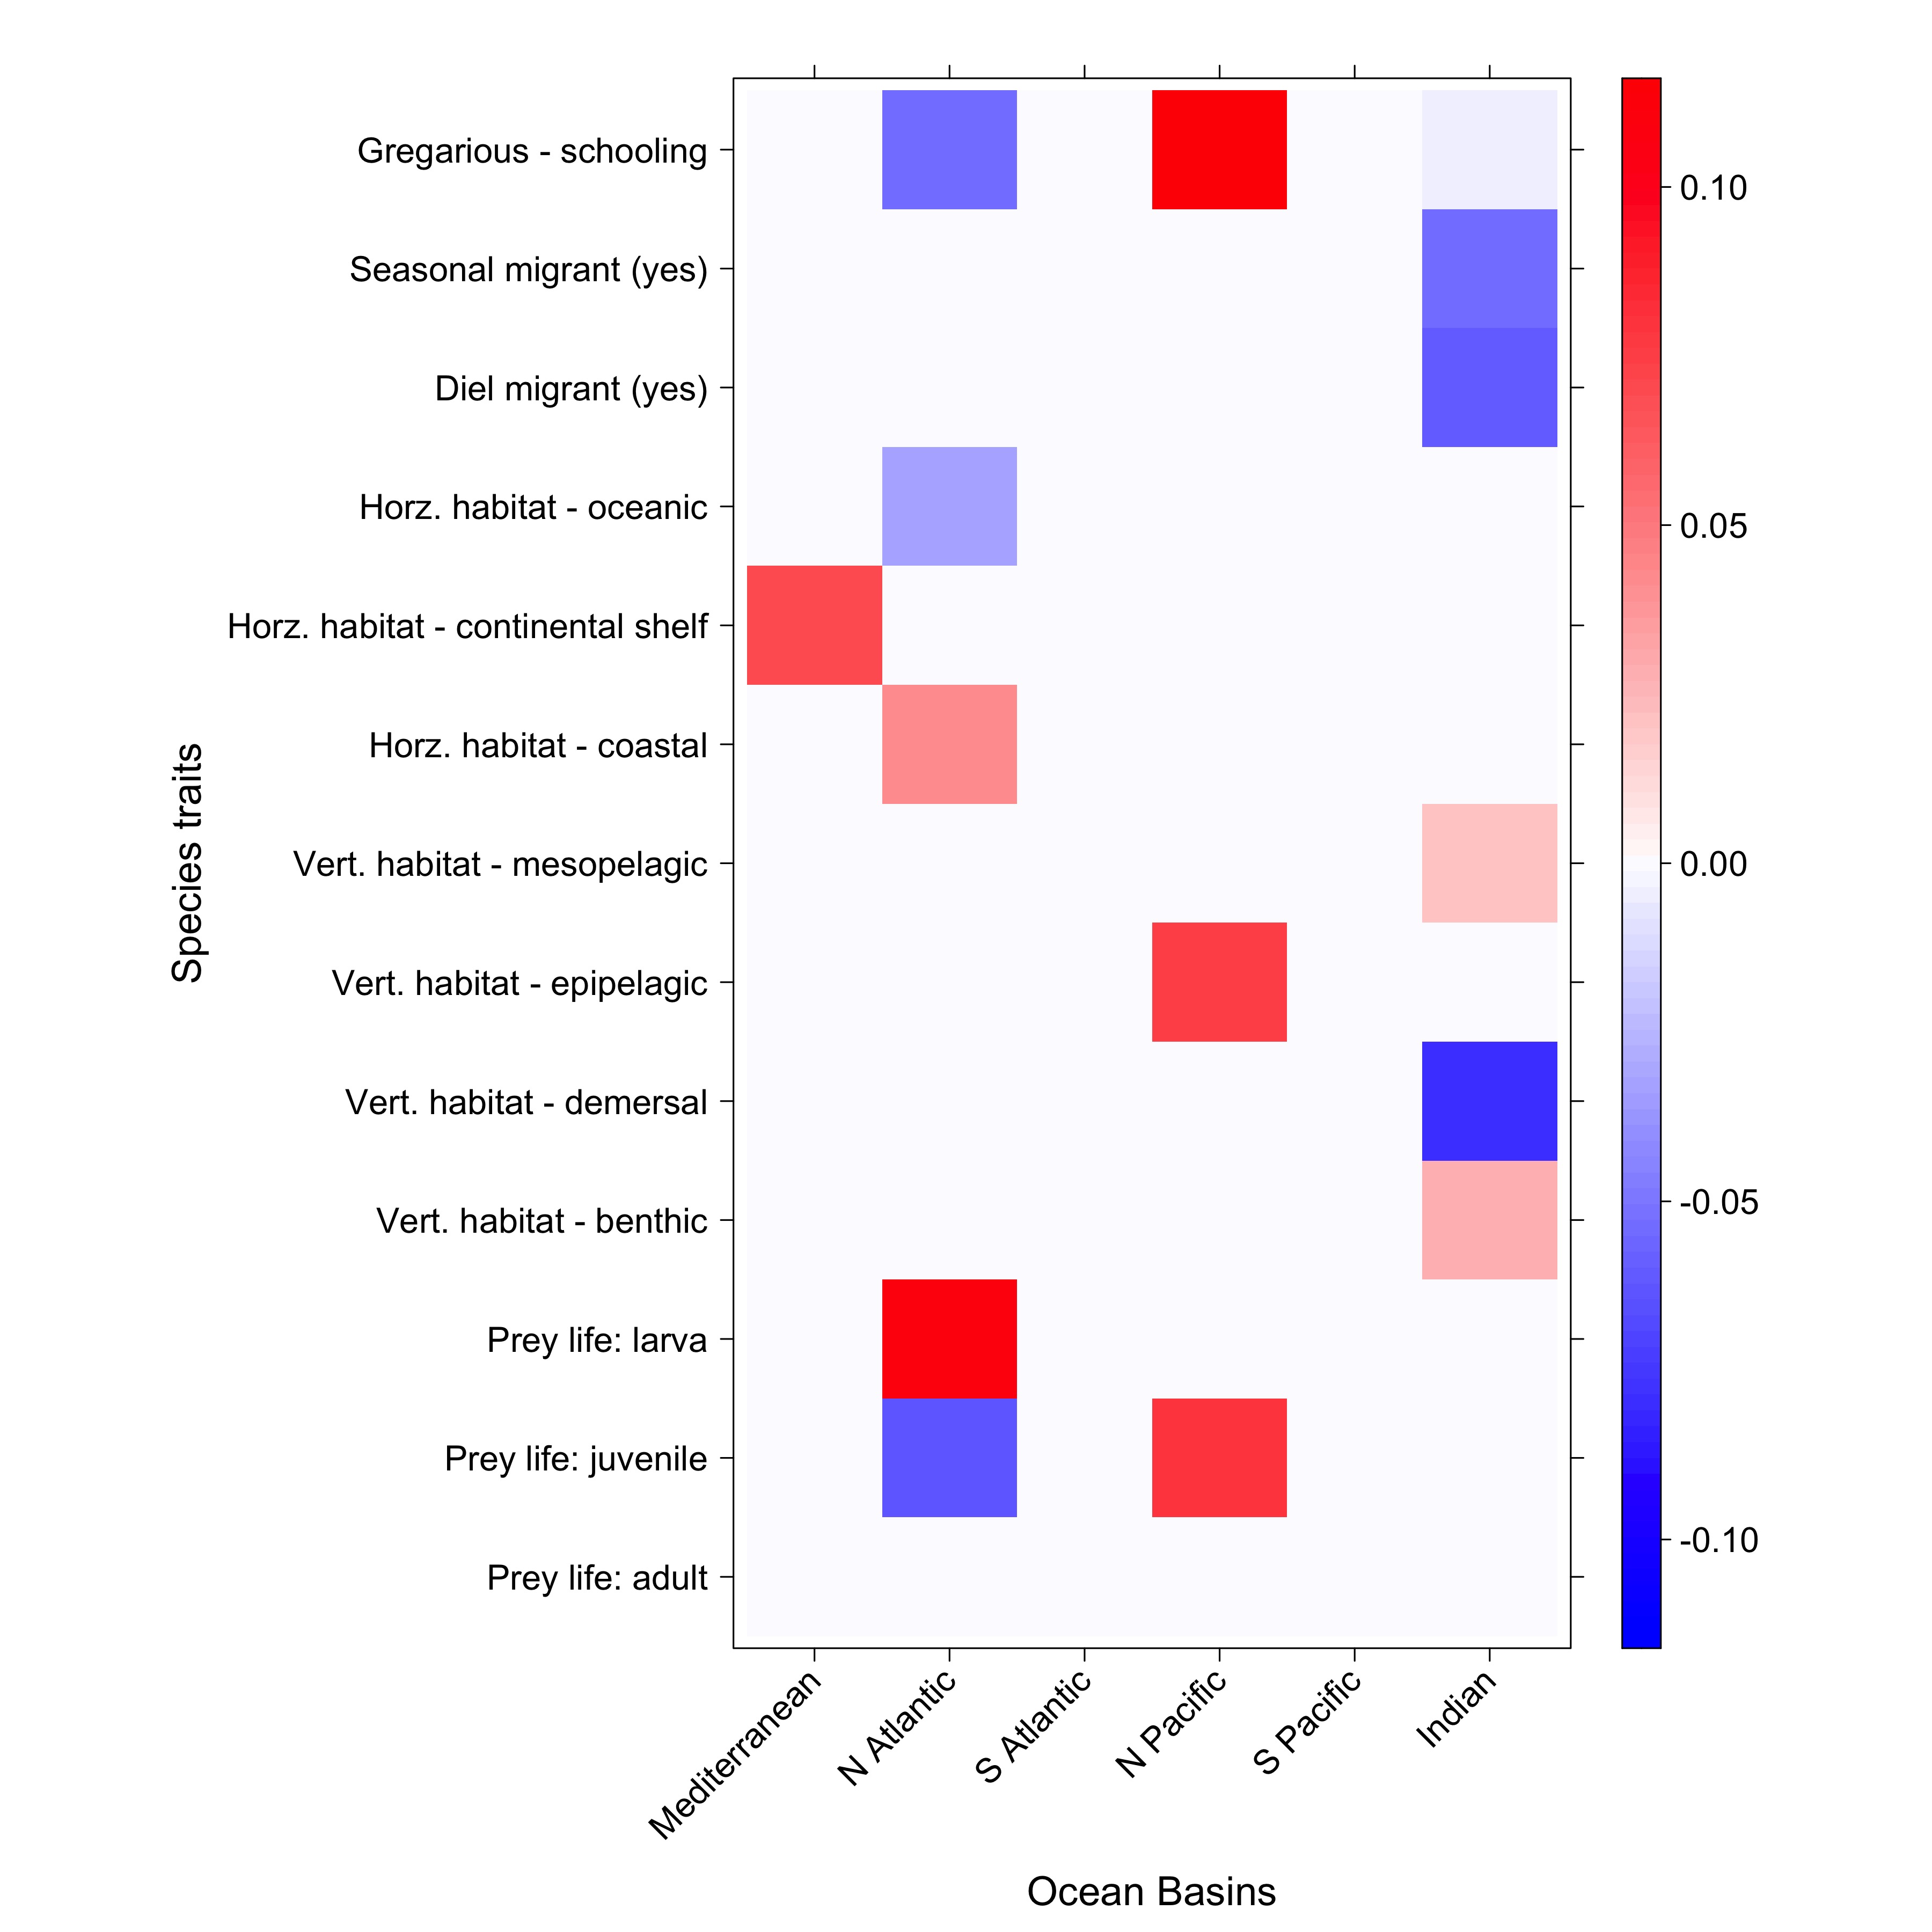 Gregarious - schooling
Seasonal migrant (yes)
Diel migrant (yes)
Horz. habitat - oceanic
Horz. habitat - continental shelf
Horz. habitat - coastal
Vert. habitat - mesopelagic
Vert. habitat - epipelagic
Vert. habitat - demersal
Vert. habitat - benthic
Prey life: larva
Prey life: juvenile
Prey life: adult
Species traits
Mediterranean
N Atlantic
S Atlantic
N Pacific
S Pacific
Indian
Ocean Basins
0.10
0.05
0.00
-0.05
-0.10